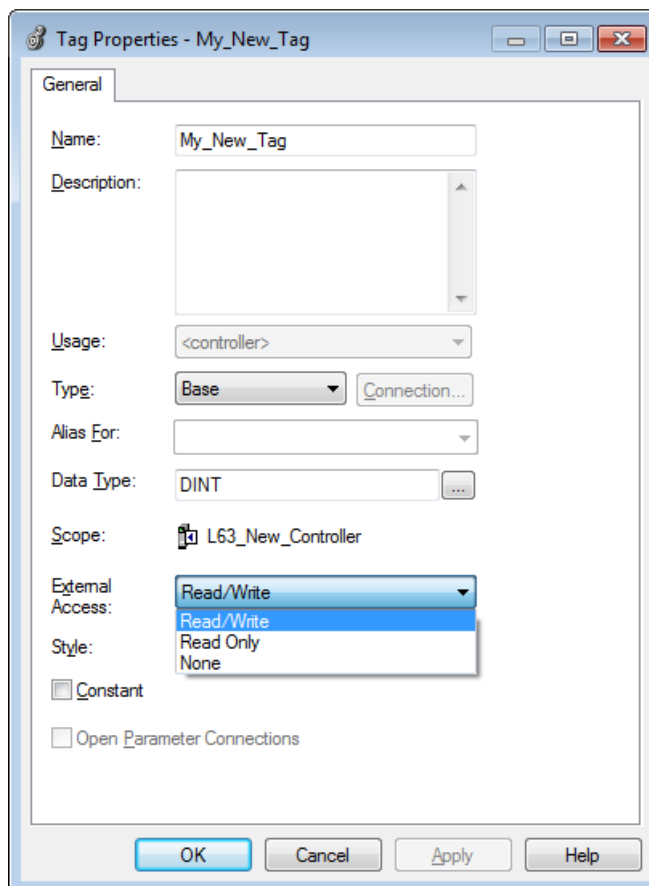 Tag Properties - My_New_Tag
General
Name: My_New_Tag
Description:
Usage: <controller>
Type: Base Connection...
Alias For:
Data Type: DINT ...
Scope: L63_New_Controller
External
Access: Read/Write
Read/Write
Style: Read Only
None
Constant
Open Parameter Connections
OK Cancel Apply Help